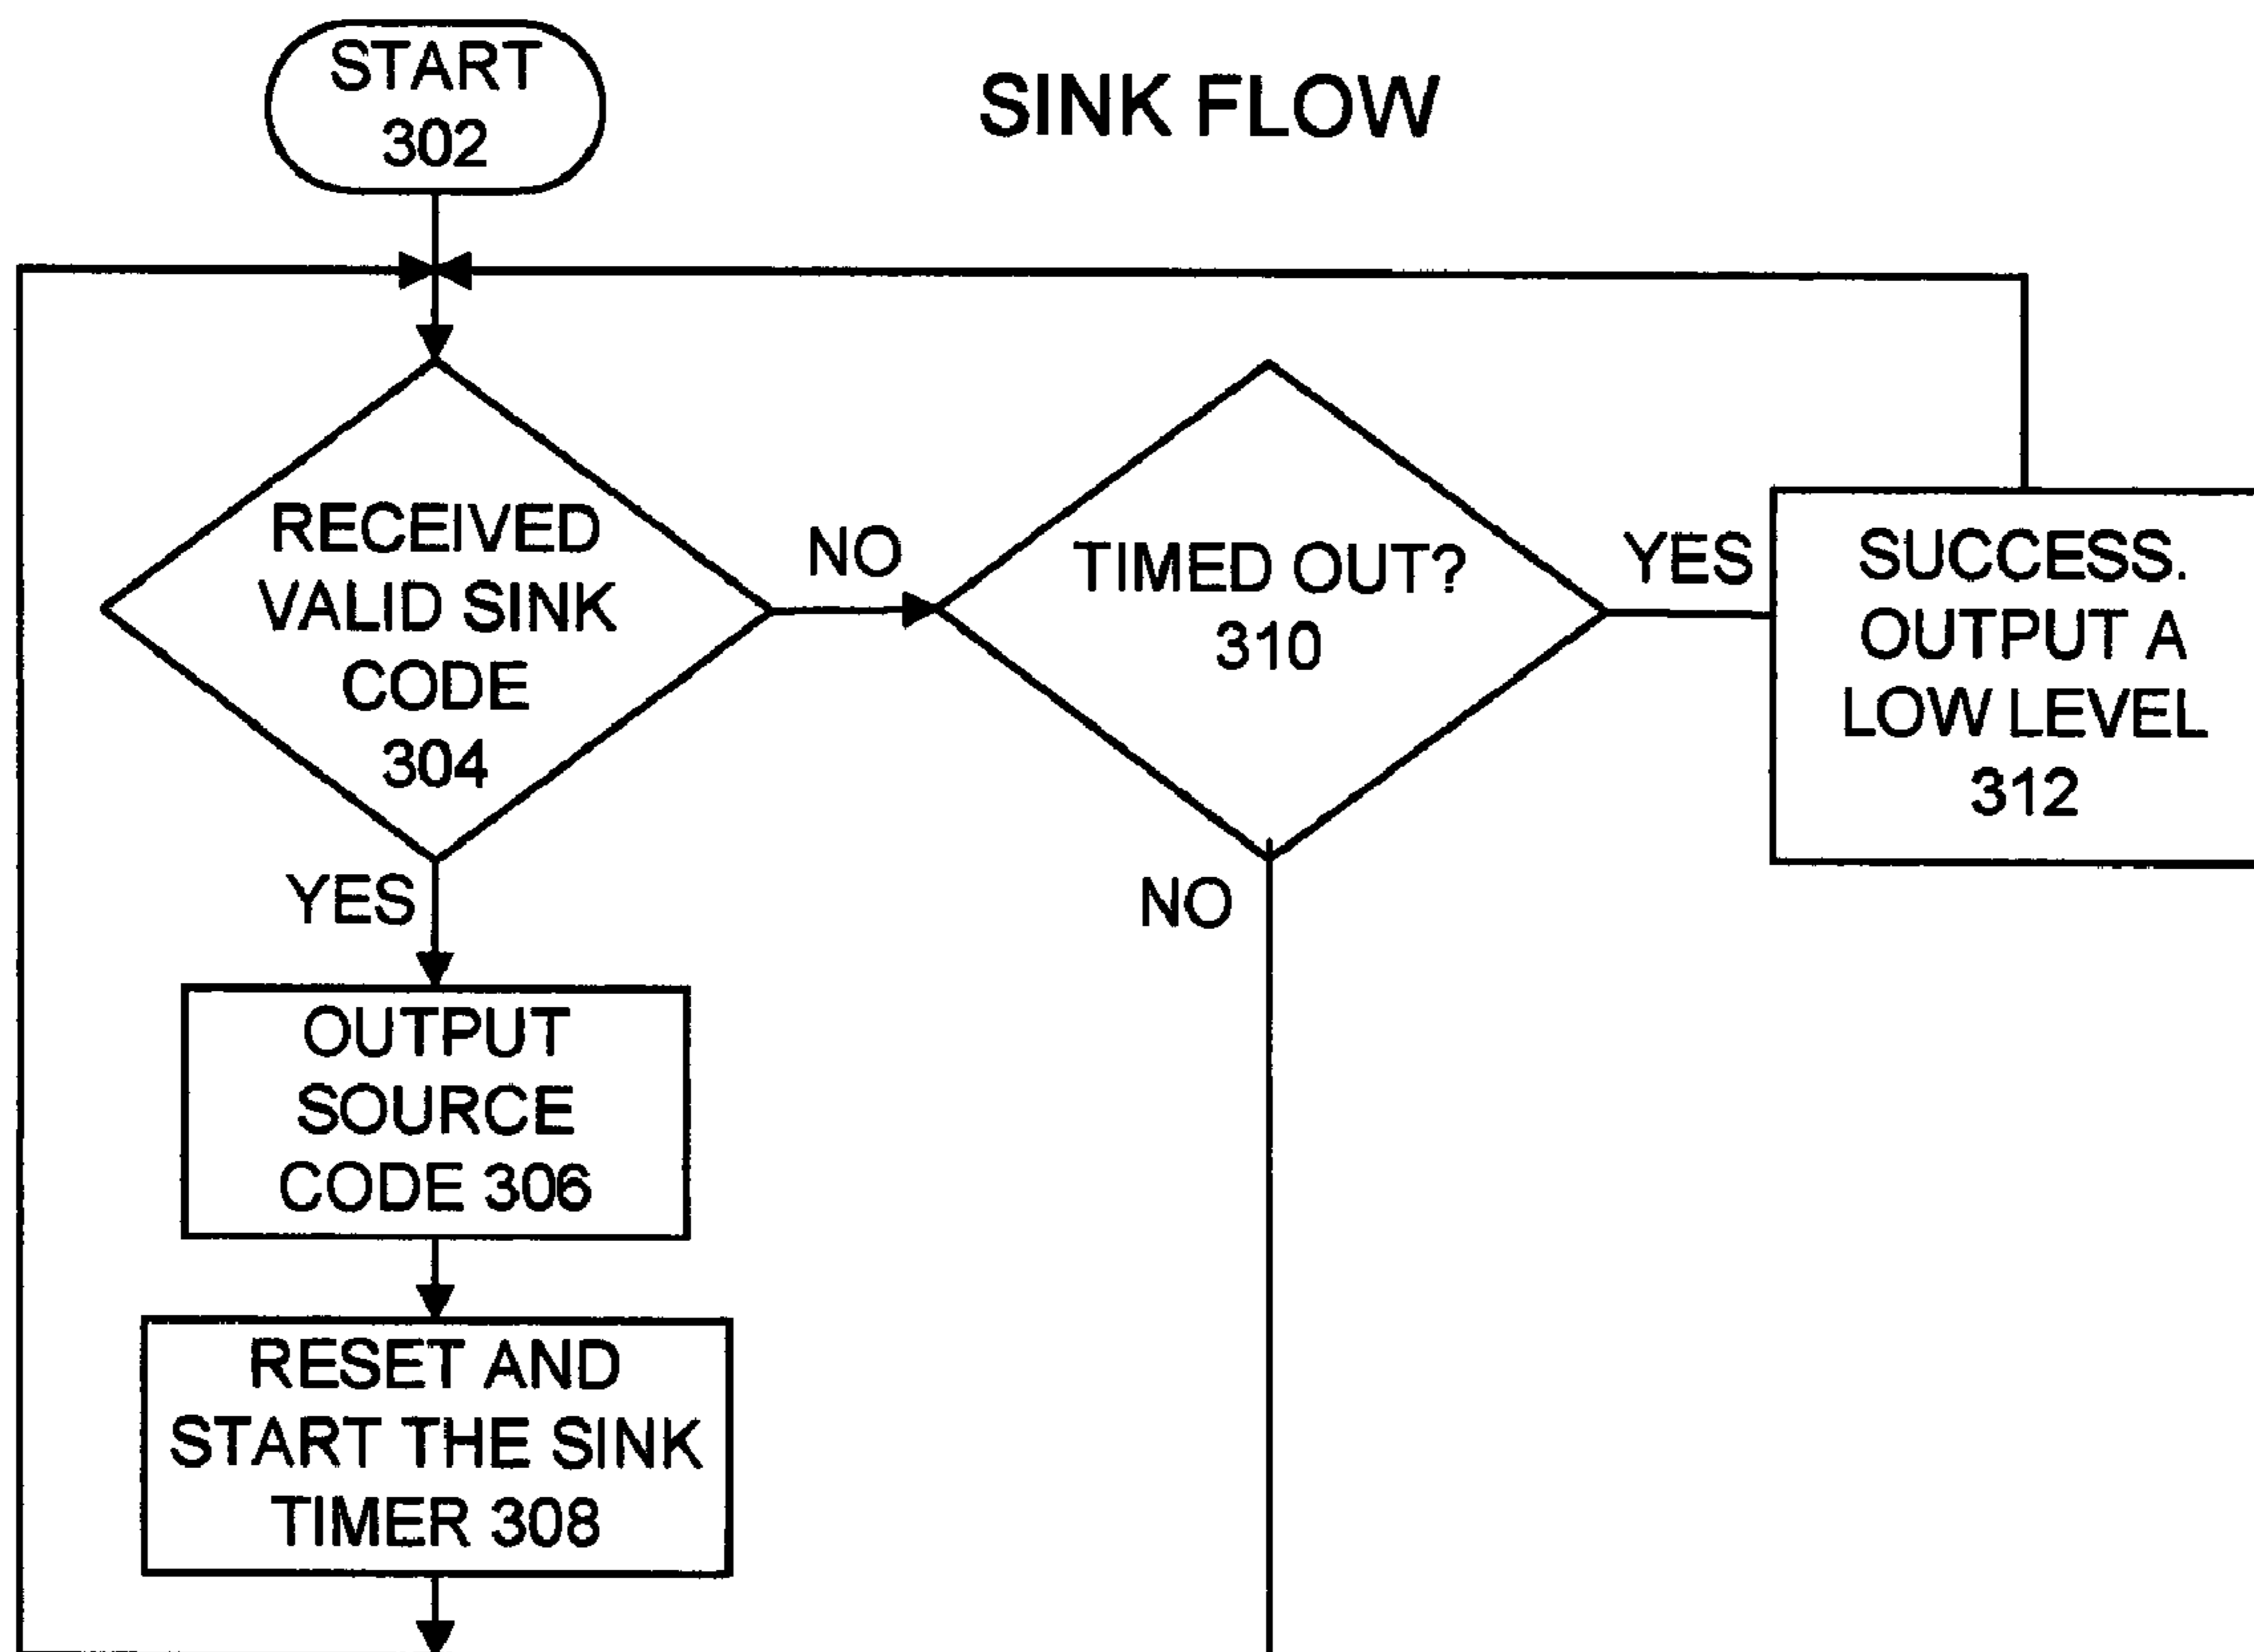 START
302
SINK FLOW
RECEIVED
VALID SINK
CODE
304
NO
TIMED OUT?
310
YES
SUCCESS.
OUTPUT A
LOW LEVEL
312
YES
NO
OUTPUT
SOURCE
CODE 306
RESET AND
START THE SINK
TIMER 308